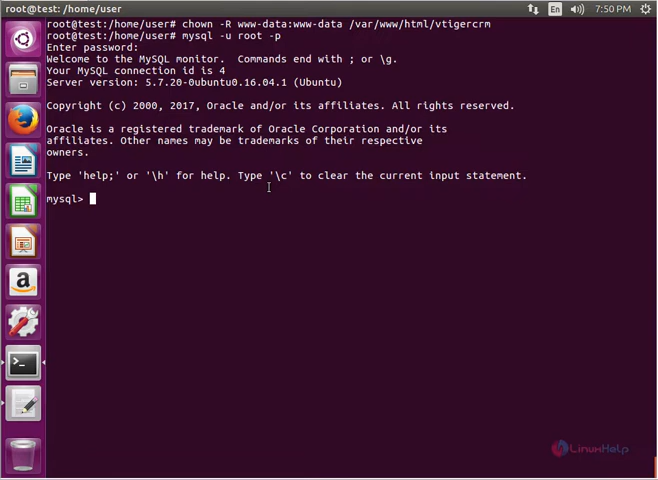 root@test: /home/user
En
7:50 PM
root@test:/home/user# chown -R www-data:www-data /var/www/html/vtigercrm
root@test:/home/user# mysql -u root -p
Enter password:
Welcome to the MySQL monitor.  Commands end with ; or \g.
Your MySQL connection id is 4
Server version: 5.7.20-0ubuntu0.16.04.1 (Ubuntu)
Copyright (c) 2000, 2017, Oracle and/or its affiliates. All rights reserved.
Oracle is a registered trademark of Oracle Corporation and/or its
affiliates. Other names may be trademarks of their respective
owners.
Type 'help;' or '\h' for help. Type '\c' to clear the current input statement.
mysql>
LinuxHelp